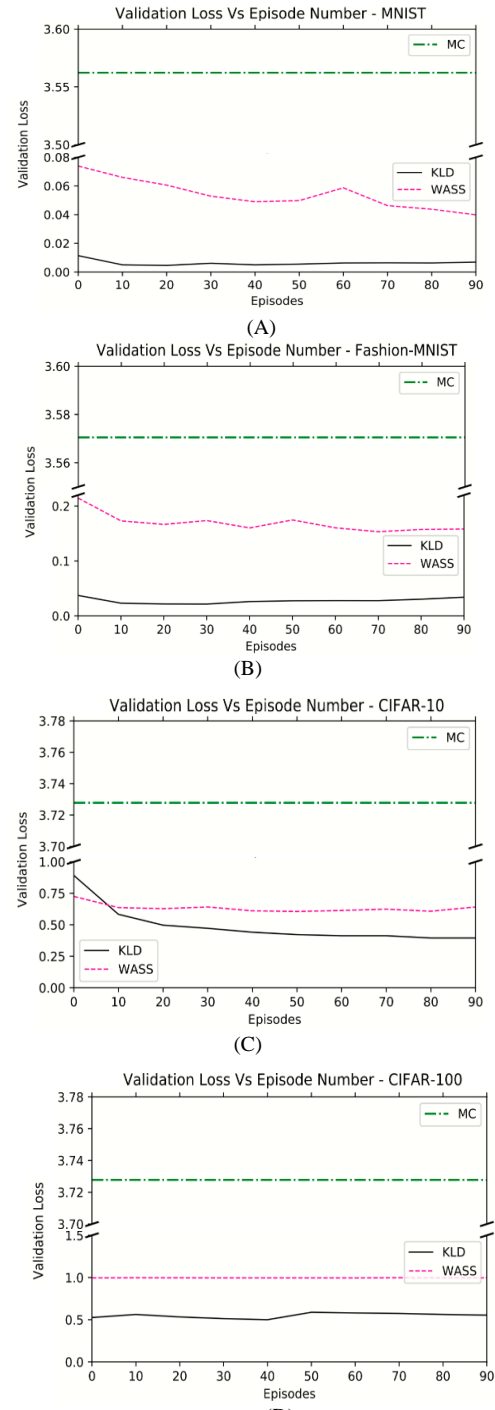 Validation Loss Vs Episode Number - MNIST
3.60
MC
3.55
3.50
Validation Loss
0.08
KLD
WASS
0.06
0.04
0.02
0.00
0 10 20 30 40 50 60 70 80 90
Episodes
(A)
Validation Loss Vs Episode Number - Fashion-MNIST
3.60
MC
3.58
3.56
Validation Loss
0.2
0.1
KLD
WASS
0.0
0 10 20 30 40 50 60 70 80 90
Episodes
(B)
Validation Loss Vs Episode Number - CIFAR-10
3.78
MC
3.76
3.74
3.72
3.70
Validation Loss
1.00
0.75
0.50
0.25
KLD
WASS
0.00
0 10 20 30 40 50 60 70 80 90
Episodes
(C)
Validation Loss Vs Episode Number - CIFAR-100
3.78
MC
3.76
3.74
3.72
3.70
Validation Loss
1.5
KLD
WASS
1.0
0.5
0.0
0 10 20 30 40 50 60 70 80 90
Episodes